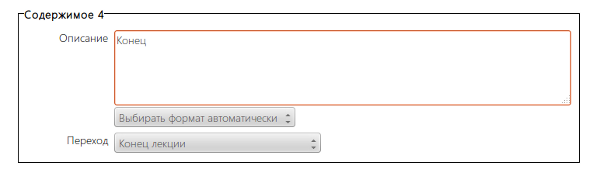 Содержимое 4
Описание
Конец
Выбирать формат автоматически
Переход
Конец лекции